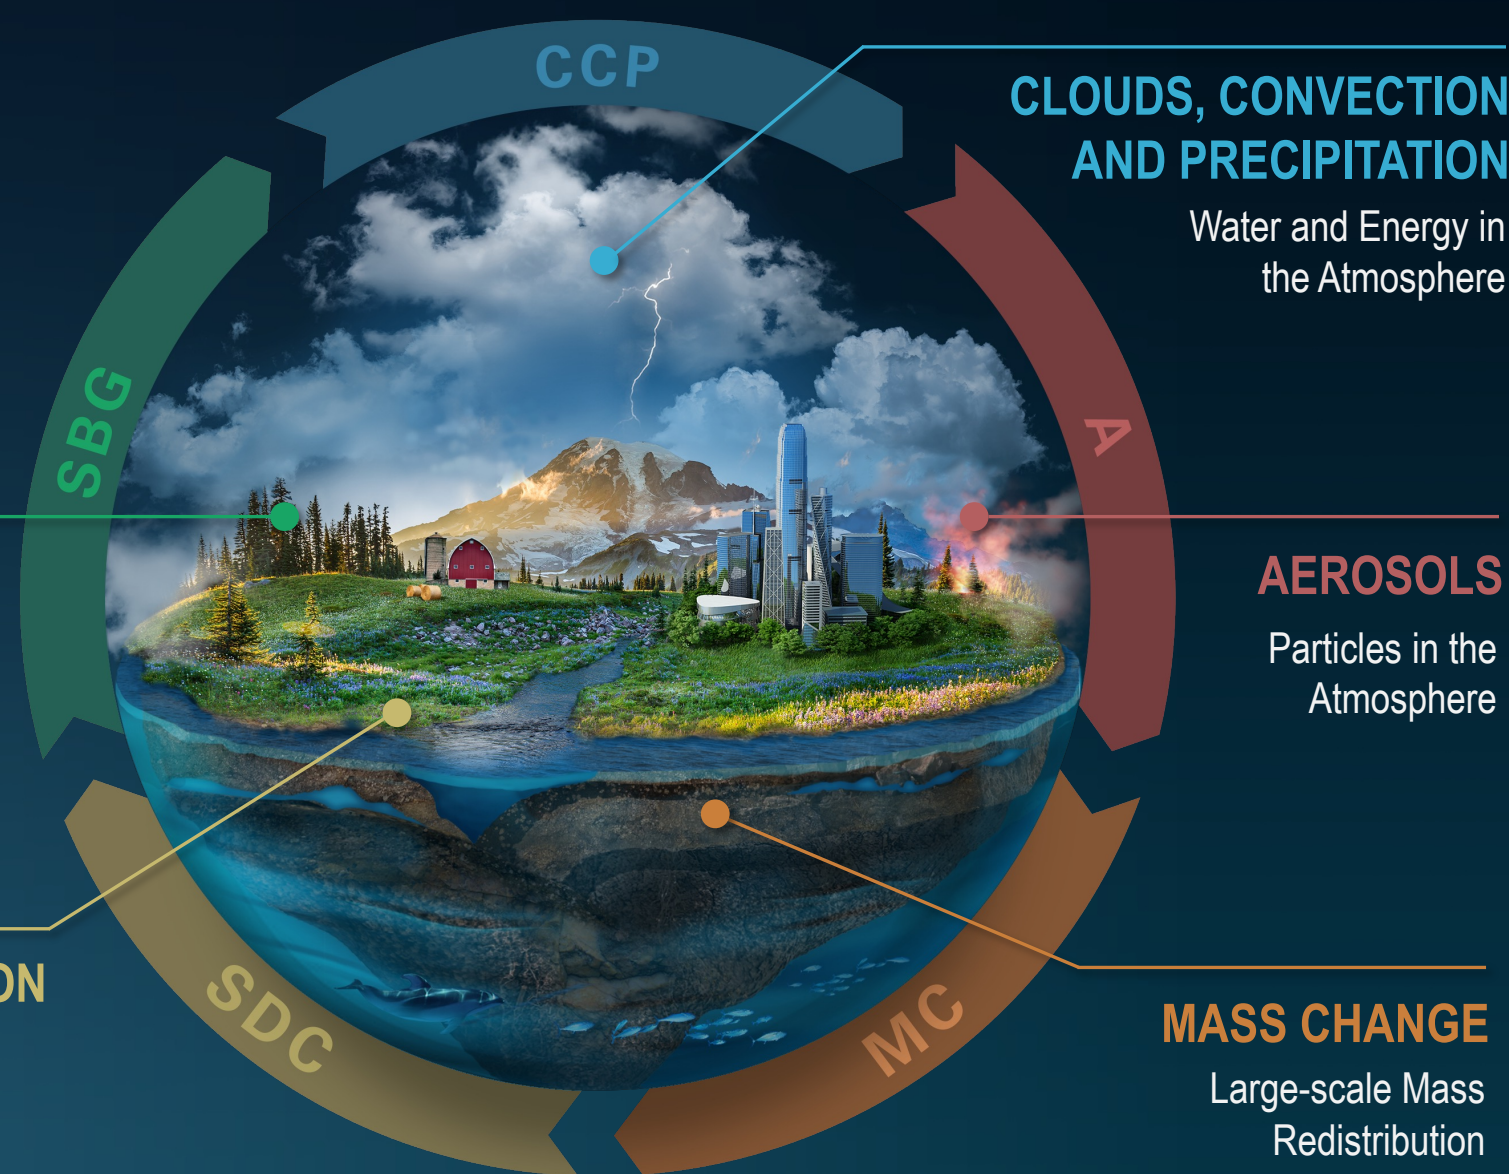 CCP
CLOUDS, CONVECTION
AND PRECIPITATION
Water and Energy in
the Atmosphere
SBG
A
AEROSOLS
Particles in the
Atmosphere
ON
SDC
MC
MASS CHANGE
Large-scale Mass
Redistribution